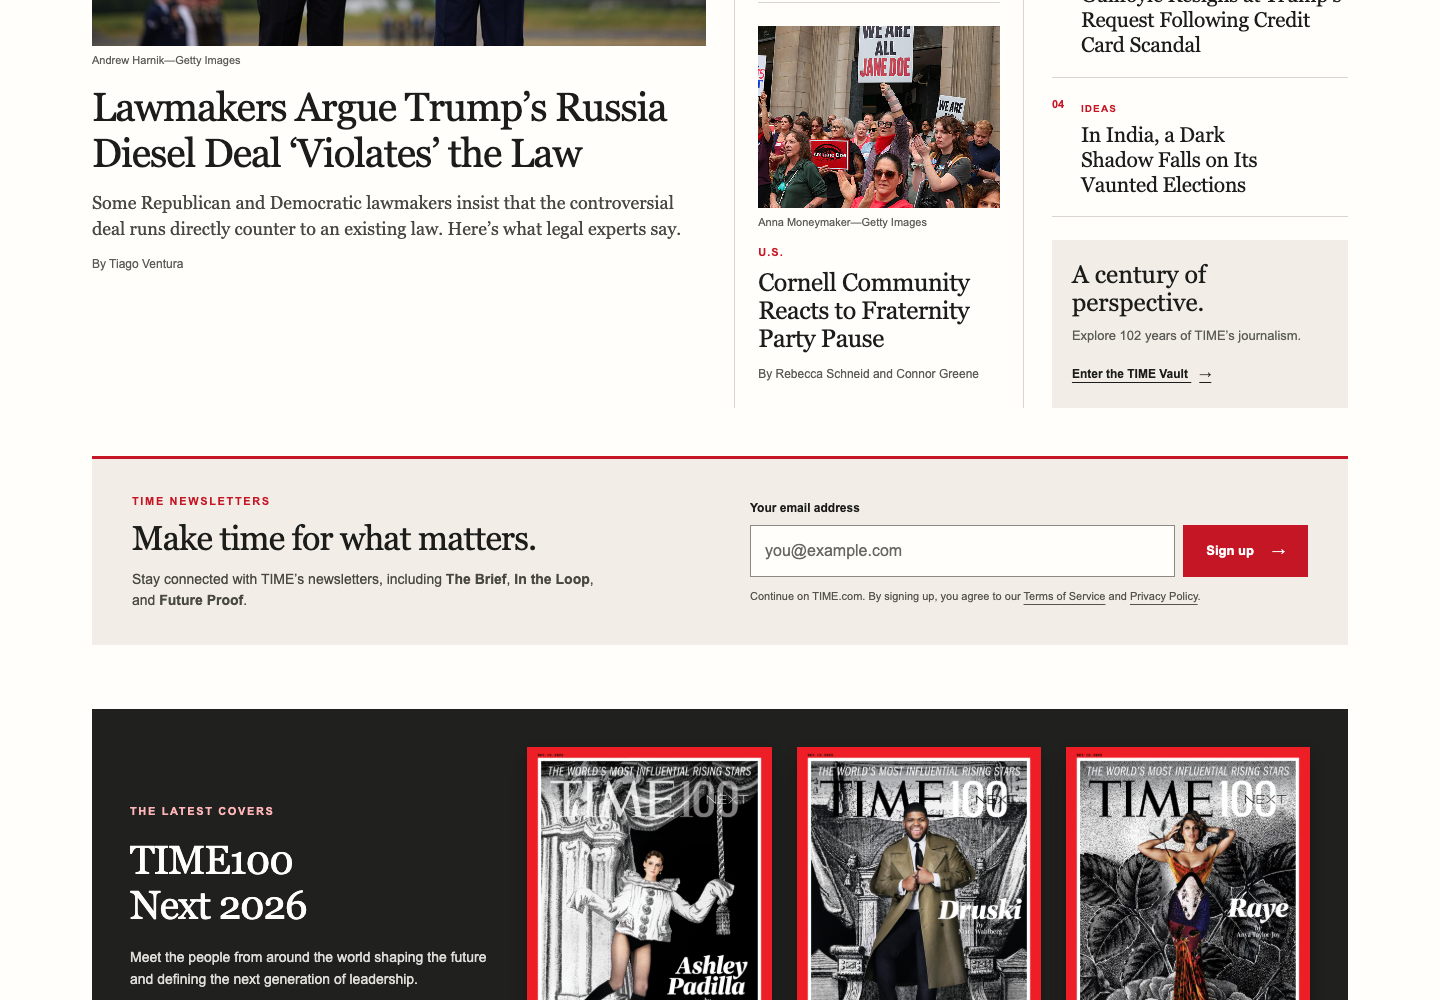 Andrew Harnik—Getty Images
Lawmakers Argue Trump’s Russia
Diesel Deal ‘Violates’ the Law
Some Republican and Democratic lawmakers insist that the controversial
deal runs directly counter to an existing law. Here’s what legal experts say.
By Tiago Ventura
WE ARE
ALL
JANE DOE
WE ARE
Anna Moneymaker—Getty Images
U.S.
Cornell Community
Reacts to Fraternity
Party Pause
By Rebecca Schneid and Connor Greene
Request Following Credit
Card Scandal
04
IDEAS
In India, a Dark
Shadow Falls on Its
Vaunted Elections
A century of
perspective.
Explore 102 years of TIME’s journalism.
Enter the TIME Vault →
TIME NEWSLETTERS
Make time for what matters.
Stay connected with TIME’s newsletters, including The Brief, In the Loop,
and Future Proof.
Your email address
you@example.com
Sign up →
Continue on TIME.com. By signing up, you agree to our Terms of Service and Privacy Policy.
THE LATEST COVERS
TIME100
Next 2026
Meet the people from around the world shaping the future
and defining the next generation of leadership.
THE WORLD'S MOST INFLUENTIAL RISING STARS
TIME100
NEXT
Ashley
Padilla
THE WORLD'S MOST INFLUENTIAL RISING STARS
TIME100
NEXT
Druski
by
THE WORLD'S MOST INFLUENTIAL RISING STARS
TIME100
NEXT
Raye
by
Anya Taylor-Joy